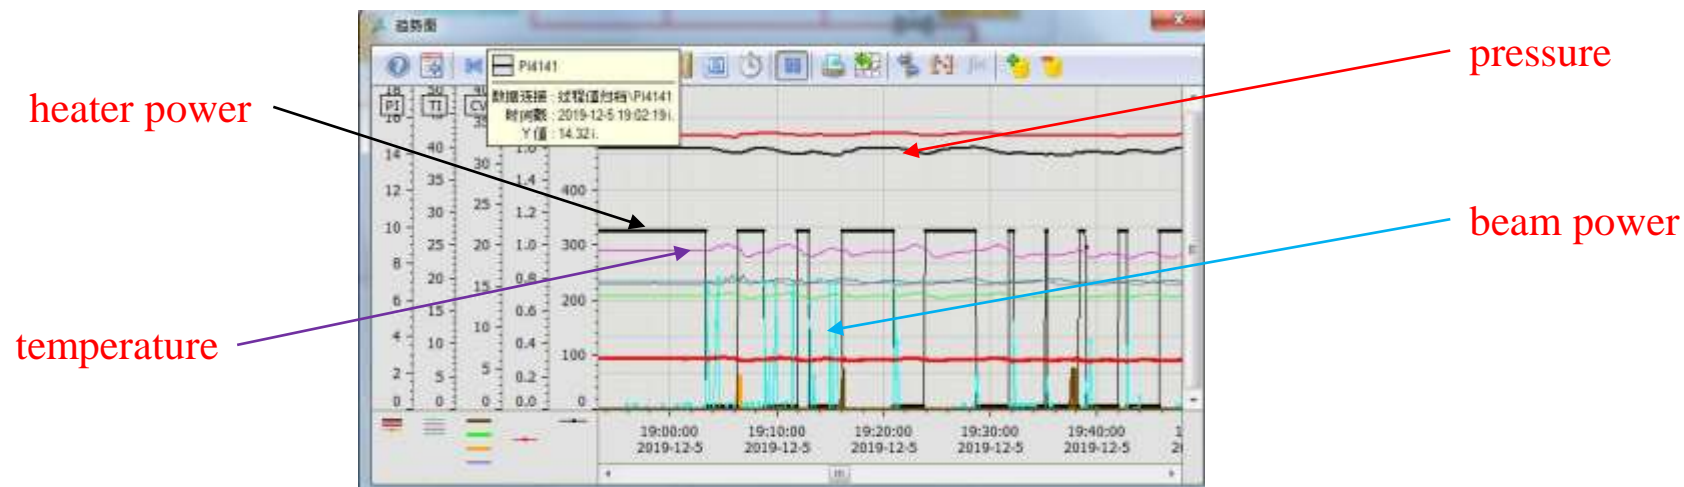 趋势图
pressure
PI4141
数据连接 : 过程值归档\PI4141
时间戳 : 2019-12-5 19:02:19
Y 值 : 14.32 i.
heater power
PI TI CV
16
14 40 30
12 35 1.4 400
10 30 25 1.2
25 20 1.0 300
8
beam power
20 0.8
6 15 200
0.6
temperature
4 10 10 0.4 100
2 5 5 0.2
0 0 0 0.0 0
19:00:00 19:10:00 19:20:00 19:30:00 19:40:00
2019-12-5 2019-12-5 2019-12-5 2019-12-5 2019-12-5